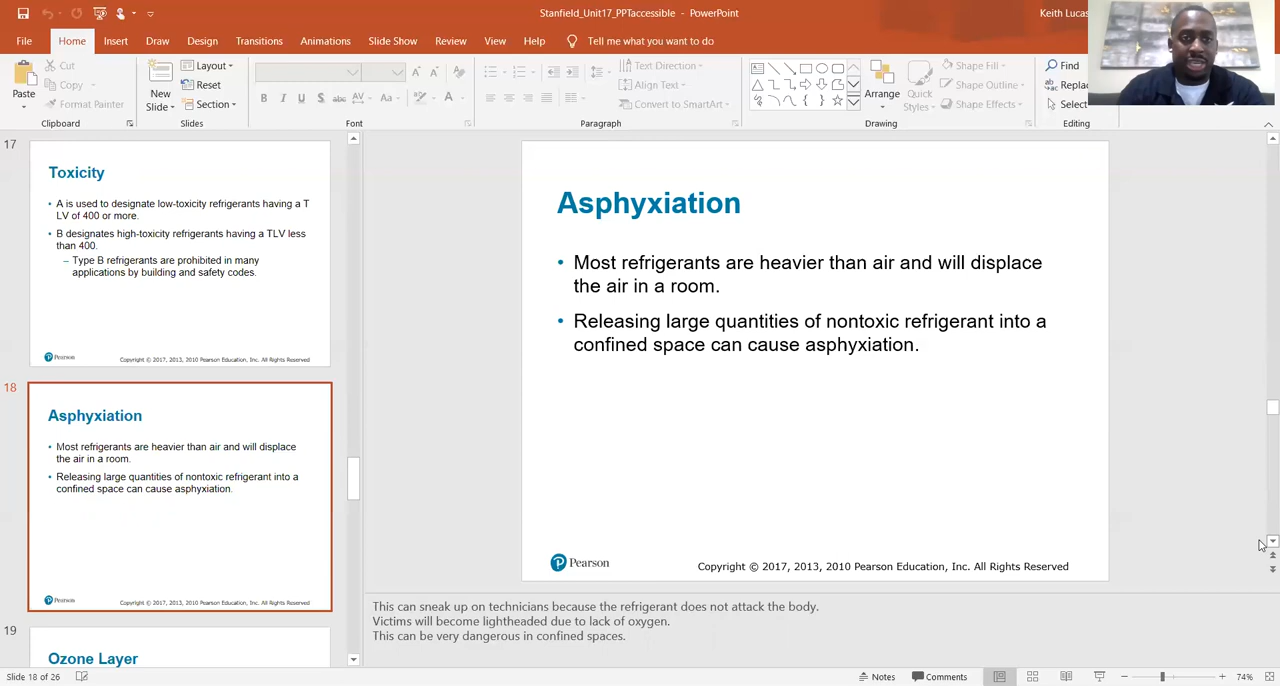 Stanfield_Unit17_PPTaccessible - PowerPoint
Keith Lucas
File Home Insert Draw Design Transitions Animations Slide Show Review View Help Tell me what you want to do
Paste
Cut
Copy
Format Painter
Clipboard
New
Slide
Layout
Reset
Section
Slides
B I U S abc AV Aa A
Font
Text Direction
Align Text
Convert to SmartArt
Paragraph
Arrange
Quick
Styles
Shape Fill
Shape Outline
Shape Effects
Drawing
Find
Replac
Select
Editing
17
Toxicity
• A is used to designate low-toxicity refrigerants having a T
LV of 400 or more.
• B designates high-toxicity refrigerants having a TLV less
than 400.
– Type B refrigerants are prohibited in many
applications by building and safety codes.
Pearson
Copyright © 2017, 2013, 2010 Pearson Education, Inc. All Rights Reserved
18
Asphyxiation
• Most refrigerants are heavier than air and will displace
the air in a room.
• Releasing large quantities of nontoxic refrigerant into a
confined space can cause asphyxiation.
Pearson
Copyright © 2017, 2013, 2010 Pearson Education, Inc. All Rights Reserved
19
Ozone Layer
Asphyxiation
• Most refrigerants are heavier than air and will displace
the air in a room.
• Releasing large quantities of nontoxic refrigerant into a
confined space can cause asphyxiation.
Pearson
Copyright © 2017, 2013, 2010 Pearson Education, Inc. All Rights Reserved
This can sneak up on technicians because the refrigerant does not attack the body.
Victims will become lightheaded due to lack of oxygen.
This can be very dangerous in confined spaces.
Slide 18 of 26
Notes
Comments
74%